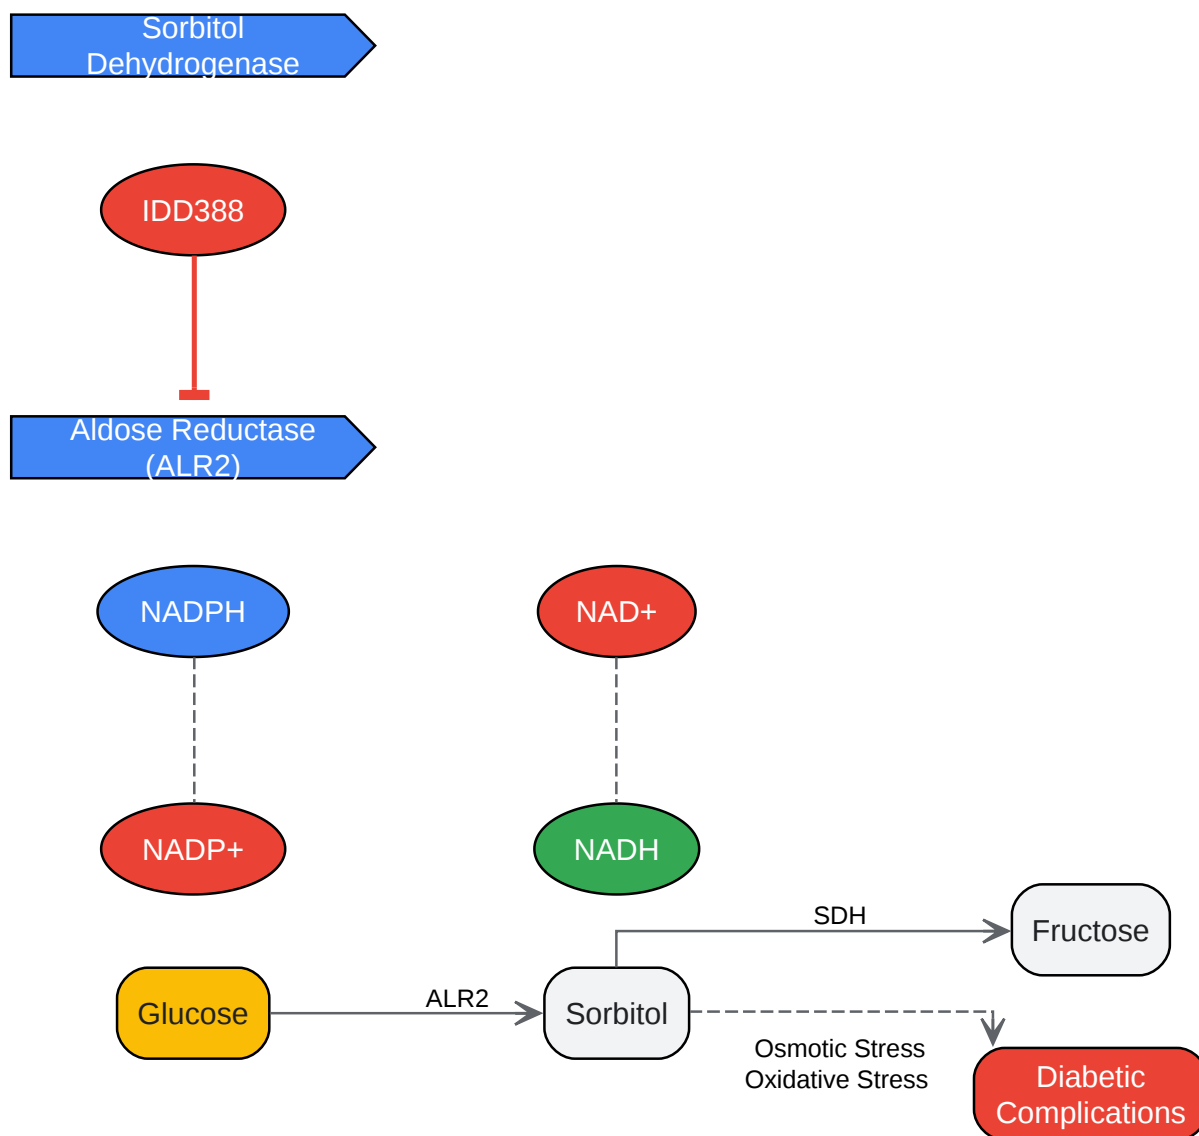 Sorbitol
Dehydrogenase
IDD388
Aldose Reductase
(ALR2)
NADPH
NAD+
NADP+
NADH
SDH
Fructose
Glucose
ALR2
Sorbitol
Osmotic Stress
Oxidative Stress
Diabetic
Complications